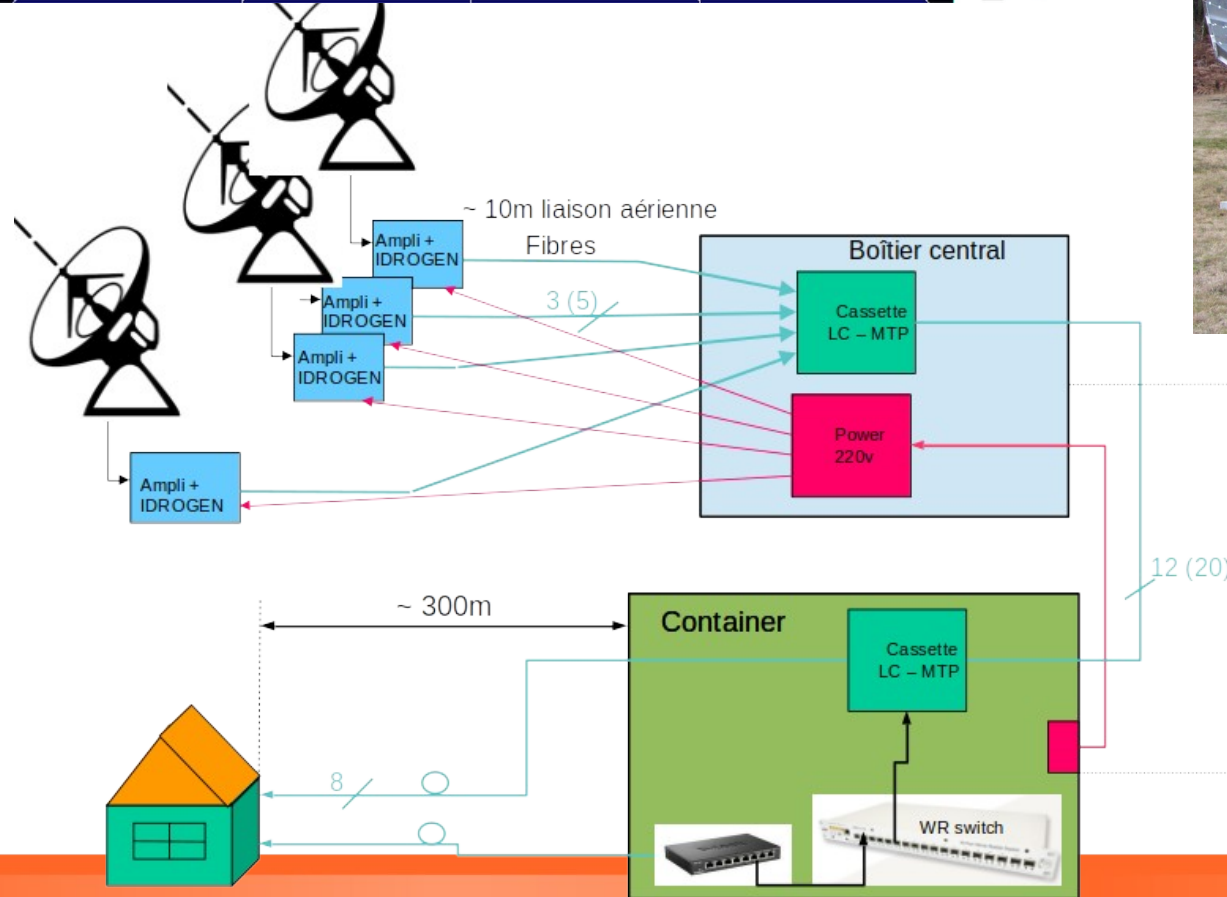 ~ 10m liaison aérienne
Fibres
Ampli +
IDROGEN
Ampli +
IDROGEN
Ampli +
IDROGEN
Ampli +
IDROGEN
3 (5)
Boîtier central
Cassette
LC – MTP
Power
220v
12 (20)
~ 300m
Container
Cassette
LC – MTP
8
WR switch